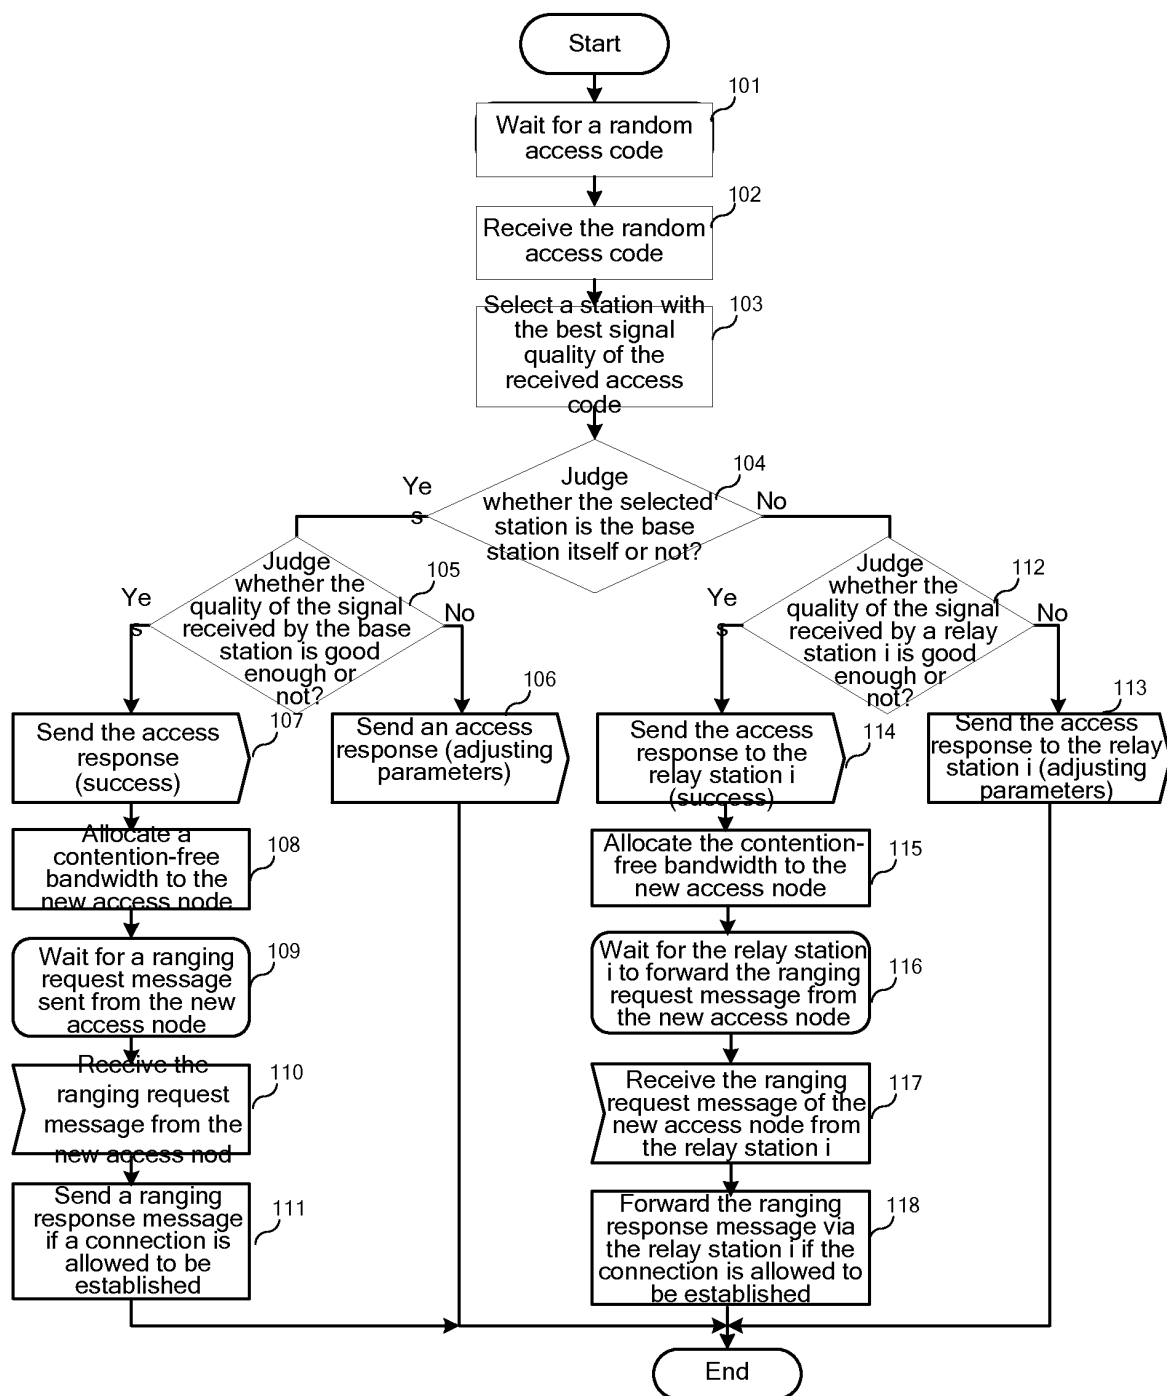 Start
101
Wait for a random
access code
102
Receive the random
access code
103
Select a station with
the best signal
quality of the
received access
code
104
Judge
whether the selected
station is the base
station itself or not?
Ye
s
No
105
Judge
whether the
quality of the signal
received by the base
station is good
enough or
not?
Ye
s
No
112
Judge
whether the
quality of the signal
received by a relay
station i is good
enough or
not?
Ye
s
No
107
Send the access
response
(success)
106
Send an access
response (adjusting
parameters)
114
Send the access
response to the
relay station i
(success)
113
Send the access
response to the relay
station i (adjusting
parameters)
108
Allocate a
contention-free
bandwidth to the
new access node
115
Allocate the contention-
free bandwidth to the
new access node
109
Wait for a ranging
request message
sent from the new
access node
116
Wait for the relay station
i to forward the ranging
request message from
the new access node
110
Receive the
ranging request
message from the
new access nod
117
Receive the ranging
request message of the
new access node from
the relay station i
111
Send a ranging
response message
if a connection is
allowed to be
established
118
Forward the ranging
response message via
the relay station i if the
connection is allowed to
be established
End